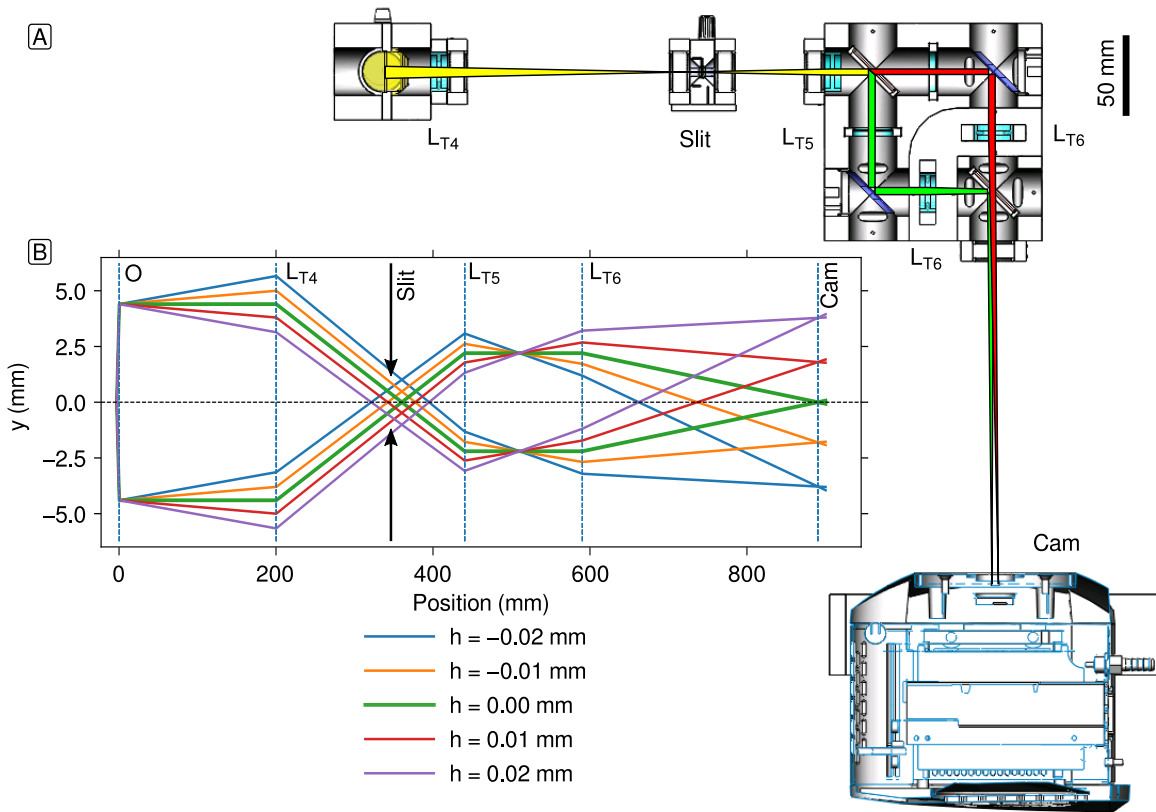 A
50 mm
L_T4
Slit
L_T5
L_T6
L_T6
B
O
L_T4
Slit
L_T5
L_T6
Cam
y (mm)
5.0
2.5
0.0
−2.5
−5.0
0
200
400
600
800
Position (mm)
h = −0.02 mm
h = −0.01 mm
h = 0.00 mm
h = 0.01 mm
h = 0.02 mm
Cam